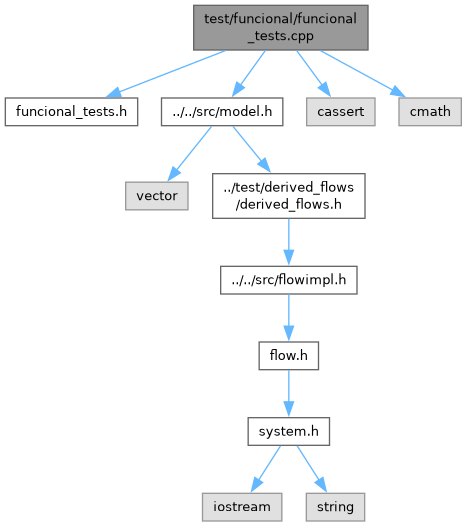 test/funcional/funcional
_tests.cpp
funcional_tests.h
../../src/model.h
cassert
cmath
vector
../test/derived_flows
/derived_flows.h
../../src/flowimpl.h
flow.h
system.h
iostream
string